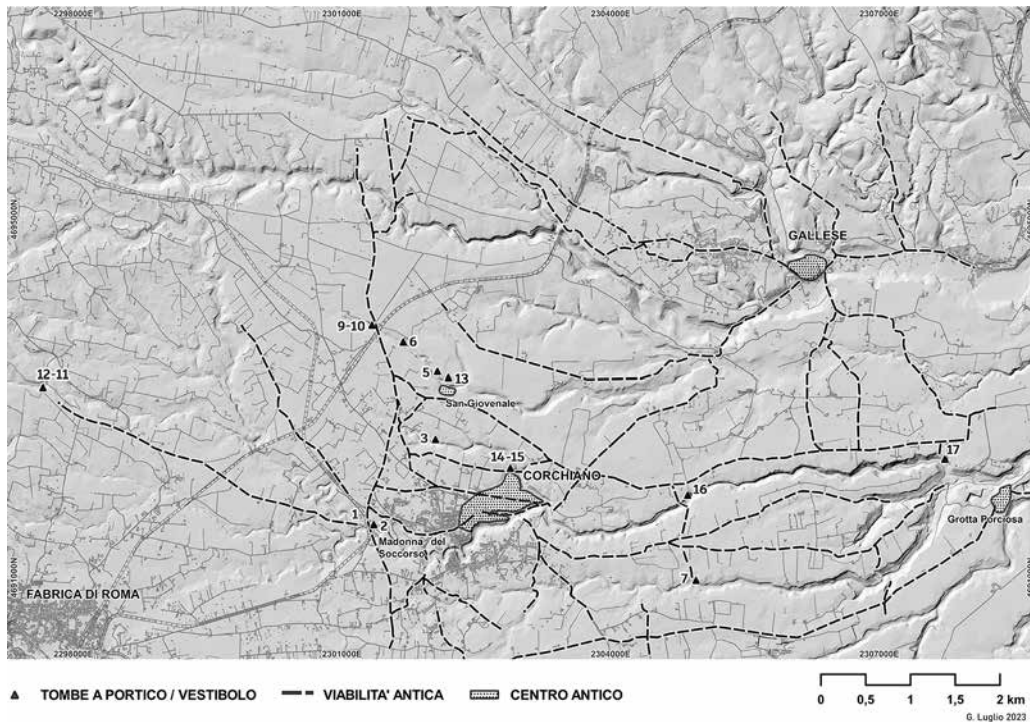 2298000E
2301000E
2304000E
2307000E
4695000N
GALLESE
9-10
6
12-11
5
13
San Giovenale
3
14-15
CORCHIANO
17
16
1
2
Grotta Porciosa
Madonna del
Soccorso
7
4691000N
FABRICA DI ROMA
2298000E
2301000E
2304000E
2307000E
TOMBE A PORTICO / VESTIBOLO
VIABILITA' ANTICA
CENTRO ANTICO
0 0,5 1 1,5 2 km
G. Luglio 2023